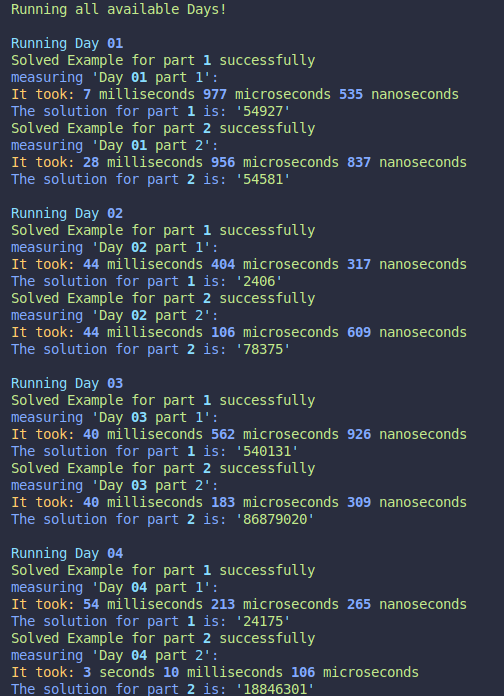 Running all available Days!
Running Day 01
Solved Example for part 1 successfully
measuring 'Day 01 part 1':
It took: 7 milliseconds 977 microseconds 535 nanoseconds
The solution for part 1 is: '54927'
Solved Example for part 2 successfully
measuring 'Day 01 part 2':
It took: 28 milliseconds 956 microseconds 837 nanoseconds
The solution for part 2 is: '54581'
Running Day 02
Solved Example for part 1 successfully
measuring 'Day 02 part 1':
It took: 44 milliseconds 404 microseconds 317 nanoseconds
The solution for part 1 is: '2406'
Solved Example for part 2 successfully
measuring 'Day 02 part 2':
It took: 44 milliseconds 106 microseconds 609 nanoseconds
The solution for part 2 is: '78375'
Running Day 03
Solved Example for part 1 successfully
measuring 'Day 03 part 1':
It took: 40 milliseconds 562 microseconds 926 nanoseconds
The solution for part 1 is: '540131'
Solved Example for part 2 successfully
measuring 'Day 03 part 2':
It took: 40 milliseconds 183 microseconds 309 nanoseconds
The solution for part 2 is: '86879020'
Running Day 04
Solved Example for part 1 successfully
measuring 'Day 04 part 1':
It took: 54 milliseconds 213 microseconds 265 nanoseconds
The solution for part 1 is: '24175'
Solved Example for part 2 successfully
measuring 'Day 04 part 2':
It took: 3 seconds 10 milliseconds 106 microseconds
The solution for part 2 is: '18846301'